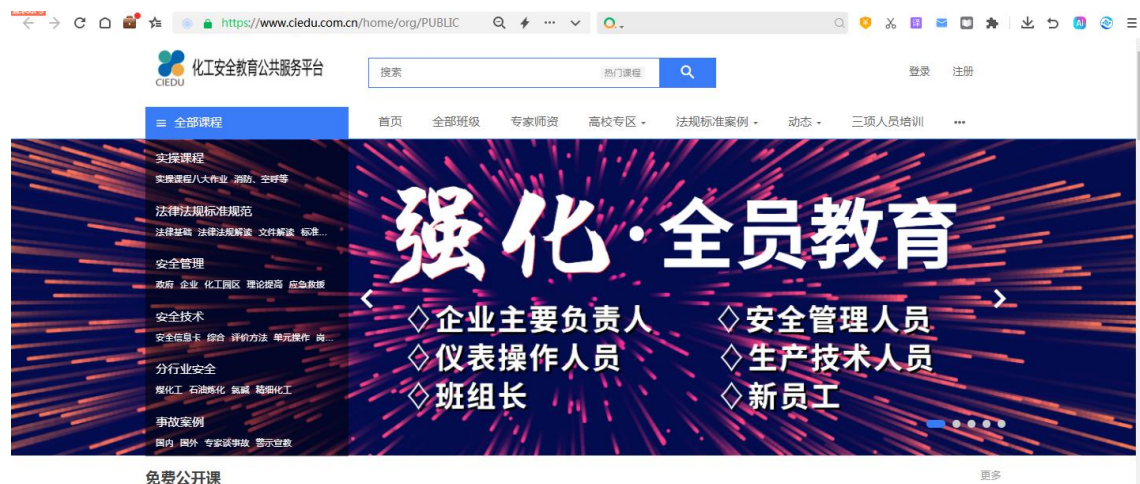 https://www.ciedu.com.cn/home/org/PUBLIC
化工安全教育公共服务平台
CIEDU
搜索
热门课程
登录 注册
全部课程
首页 全部班级 专家师资 高校专区 法规标准案例 动态 三项人员培训 •••
实操课程
实操课程八大作业 消防、空呼等
法律法规标准规范
法律基础 法律法规解读 文件解读 标准...
安全管理
政府 企业 化工园区 理论提高 应急救援
安全技术
安全信息卡 综合 评价方法 单元操作 岗...
分行业安全
煤化工 石油炼化 氯碱 精细化工
事故案例
国内 国外 专家谈事故 警示宣教
强化·全员教育
◇企业主要负责人 ◇安全管理人员
◇仪表操作人员 ◇生产技术人员
◇班组长 ◇新员工
免费公开课
更多